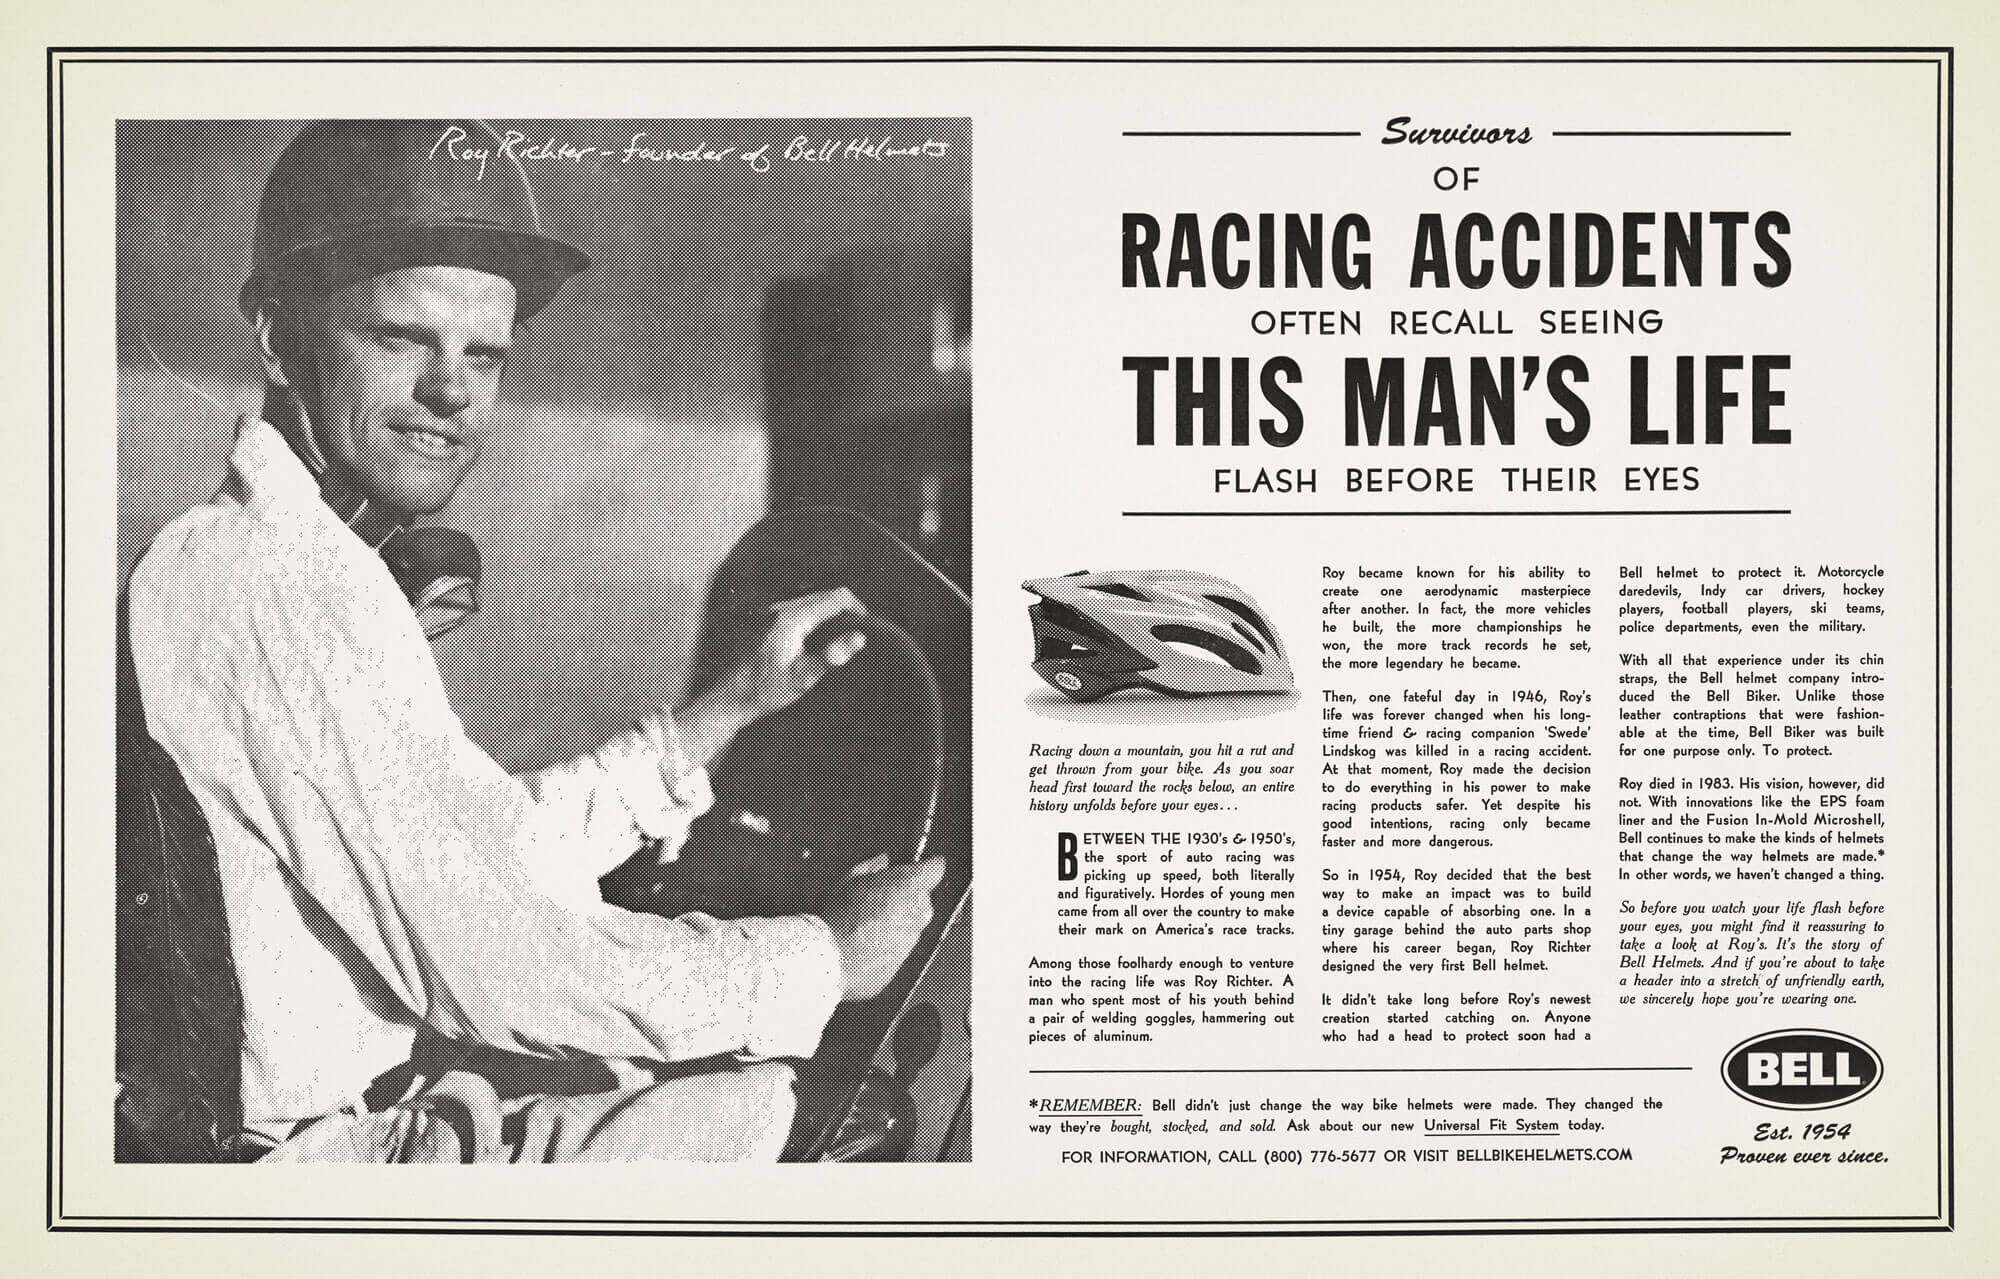 Roy Richter - founder of Bell Helmets
Survivors
OF
RACING ACCIDENTS
OFTEN RECALL SEEING
THIS MAN'S LIFE
FLASH BEFORE THEIR EYES
BELL
Racing down a mountain, you hit a rut and
get thrown from your bike. As you soar
head first toward the rocks below, an entire
history unfolds before your eyes...
BETWEEN THE 1930's & 1950's,
the sport of auto racing was
picking up speed, both literally
and figuratively. Hordes of young men
came from all over the country to make
their mark on America's race tracks.
Among those foolhardy enough to venture
into the racing life was Roy Richter. A
man who spent most of his youth behind
a pair of welding goggles, hammering out
pieces of aluminum.
Roy became known for his ability to
create one aerodynamic masterpiece
after another. In fact, the more vehicles
he built, the more championships he
won, the more track records he set,
the more legendary he became.
Then, one fateful day in 1946, Roy's
life was forever changed when his long-
time friend & racing companion 'Swede'
Lindskog was killed in a racing accident.
At that moment, Roy made the decision
to do everything in his power to make
racing products safer. Yet despite his
good intentions, racing only became
faster and more dangerous.
So in 1954, Roy decided that the best
way to make an impact was to build
a device capable of absorbing one. In a
tiny garage behind the auto parts shop
where his career began, Roy Richter
designed the very first Bell helmet.
It didn't take long before Roy's newest
creation started catching on. Anyone
who had a head to protect soon had a
Bell helmet to protect it. Motorcycle
daredevils, Indy car drivers, hockey
players, football players, ski teams,
police departments, even the military.
With all that experience under its chin
straps, the Bell helmet company intro-
duced the Bell Biker. Unlike those
leather contraptions that were fashion-
able at the time, Bell Biker was built
for one purpose only. To protect.
Roy died in 1983. His vision, however, did
not. With innovations like the EPS foam
liner and the Fusion In-Mold Microshell,
Bell continues to make the kinds of helmets
that change the way helmets are made.*
In other words, we haven't changed a thing.
So before you watch your life flash before
your eyes, you might find it reassuring to
take a look at Roy's. It's the story of
Bell Helmets. And if you're about to take
a header into a stretch of unfriendly earth,
we sincerely hope you're wearing one.
*REMEMBER: Bell didn't just change the way bike helmets were made. They changed the
way they're bought, stocked, and sold. Ask about our new Universal Fit System today.
FOR INFORMATION, CALL (800) 776-5677 OR VISIT BELLBIKEHELMETS.COM
BELL
Est. 1954
Proven ever since.